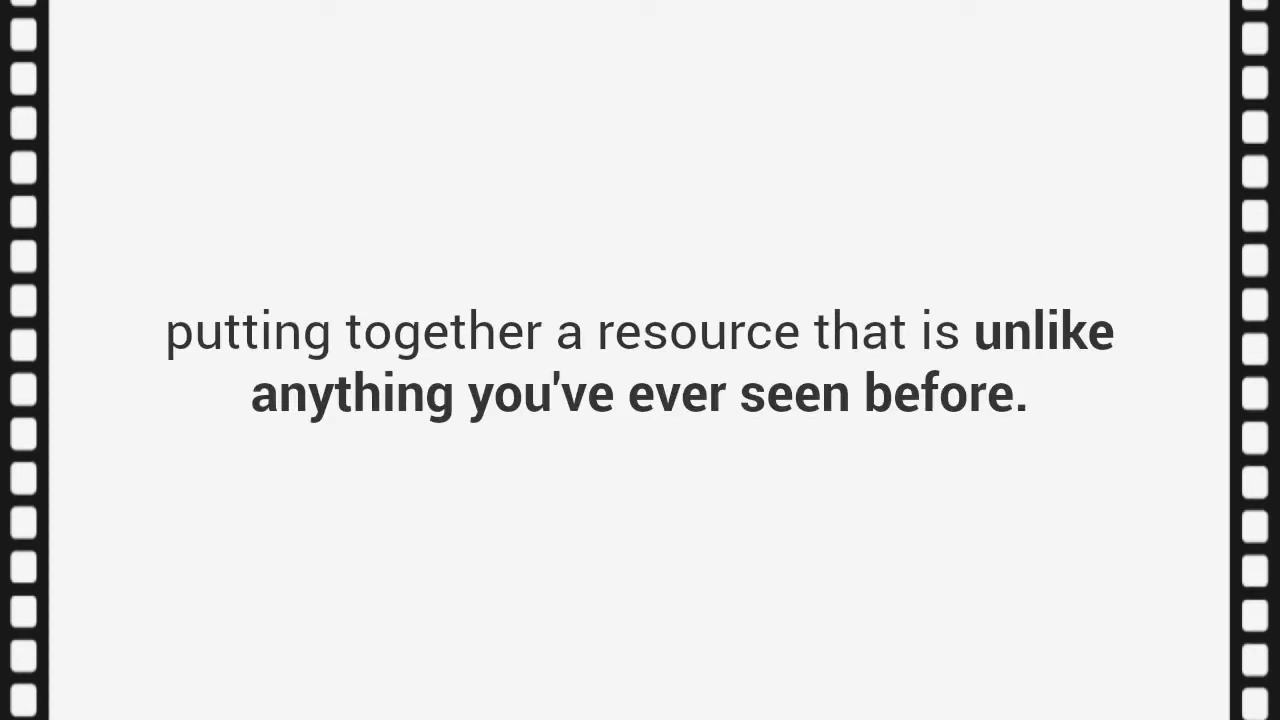 putting together a resource that is unlike
anything you've ever seen before.